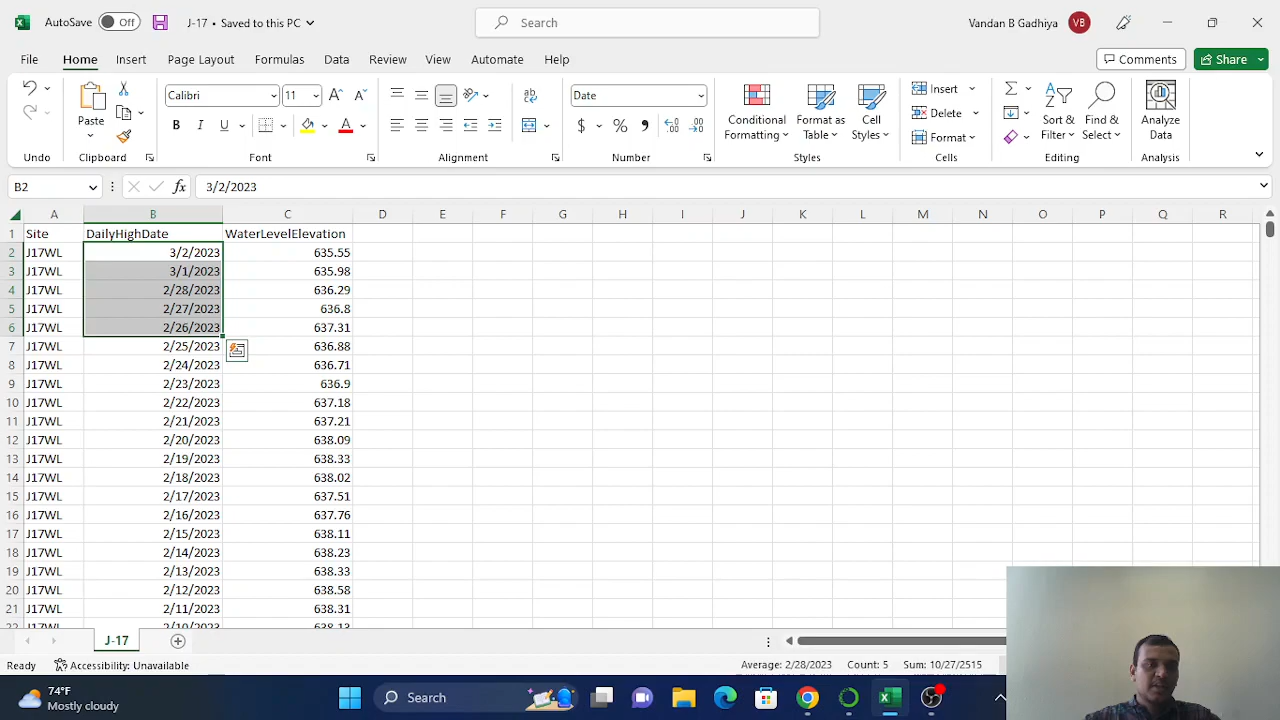 AutoSave Off J-17 • Saved to this PC Search Vandan B Gadhiya VB
File Home Insert Page Layout Formulas Data Review View Automate Help Comments Share
Paste Calibri 11 A A ab Date Conditional Formatting Format as Table Cell Styles Insert Delete Format Sort & Filter Find & Select Analyze Data
B I U A $ % ,
Undo Clipboard Font Alignment Number Styles Cells Editing Analysis
B2 fx 3/2/2023
A B C D E F G H I J K L M N O P Q R
1 Site DailyHighDate WaterLevelElevation
2 J17WL 3/2/2023 635.55
3 J17WL 3/1/2023 635.98
4 J17WL 2/28/2023 636.29
5 J17WL 2/27/2023 636.8
6 J17WL 2/26/2023 637.31
7 J17WL 2/25/2023 636.88
8 J17WL 2/24/2023 636.71
9 J17WL 2/23/2023 636.9
10 J17WL 2/22/2023 637.18
11 J17WL 2/21/2023 637.21
12 J17WL 2/20/2023 638.09
13 J17WL 2/19/2023 638.33
14 J17WL 2/18/2023 638.02
15 J17WL 2/17/2023 637.51
16 J17WL 2/16/2023 637.76
17 J17WL 2/15/2023 638.11
18 J17WL 2/14/2023 638.23
19 J17WL 2/13/2023 638.33
20 J17WL 2/12/2023 638.58
21 J17WL 2/11/2023 638.31
22 J17WL 2/10/2023 638.13
J-17
Ready Accessibility: Unavailable Average: 2/28/2023 Count: 5 Sum: 10/27/2515
74°F
Mostly cloudy
Search